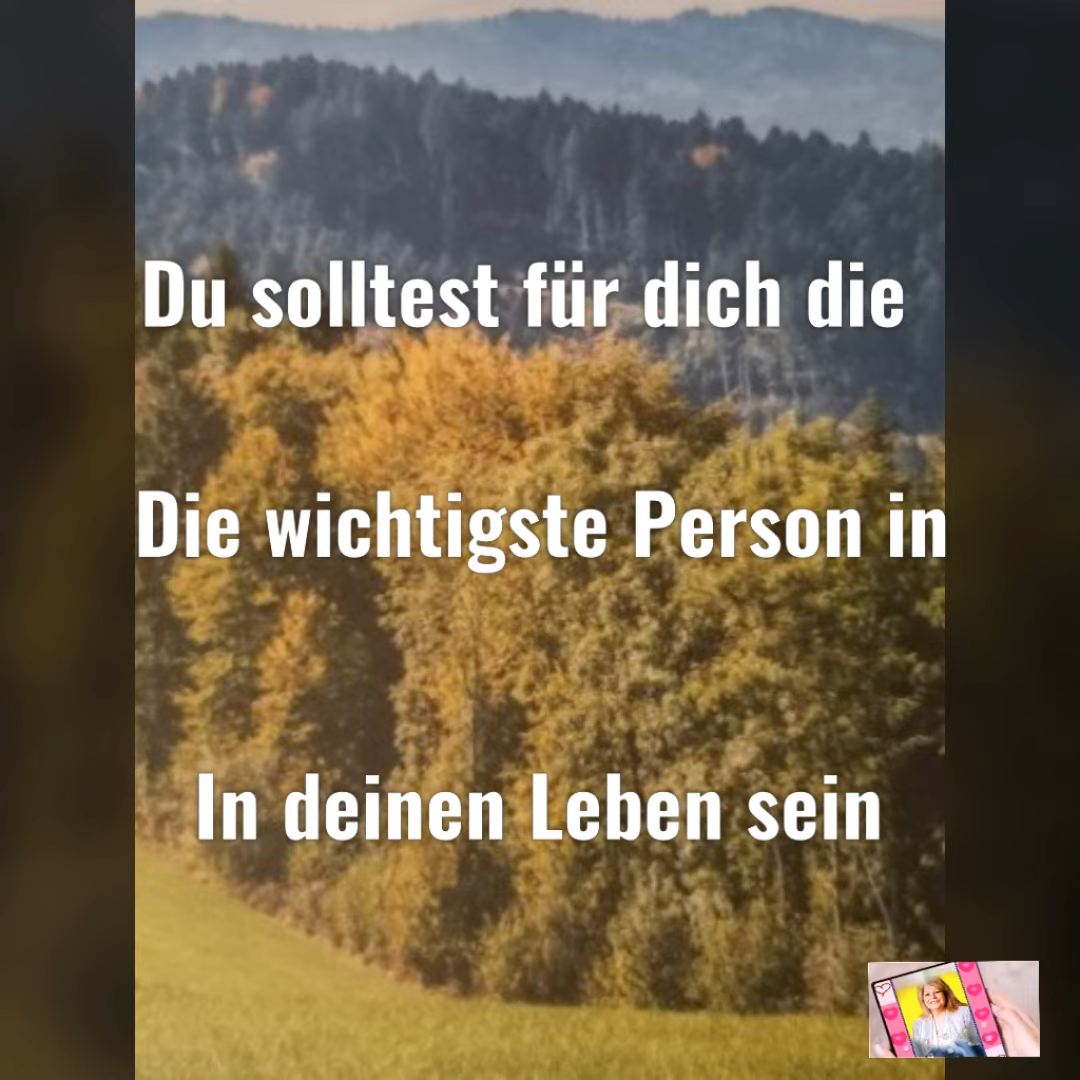 Du solltest für dich die
Die wichtigste Person in
In deinen Leben sein